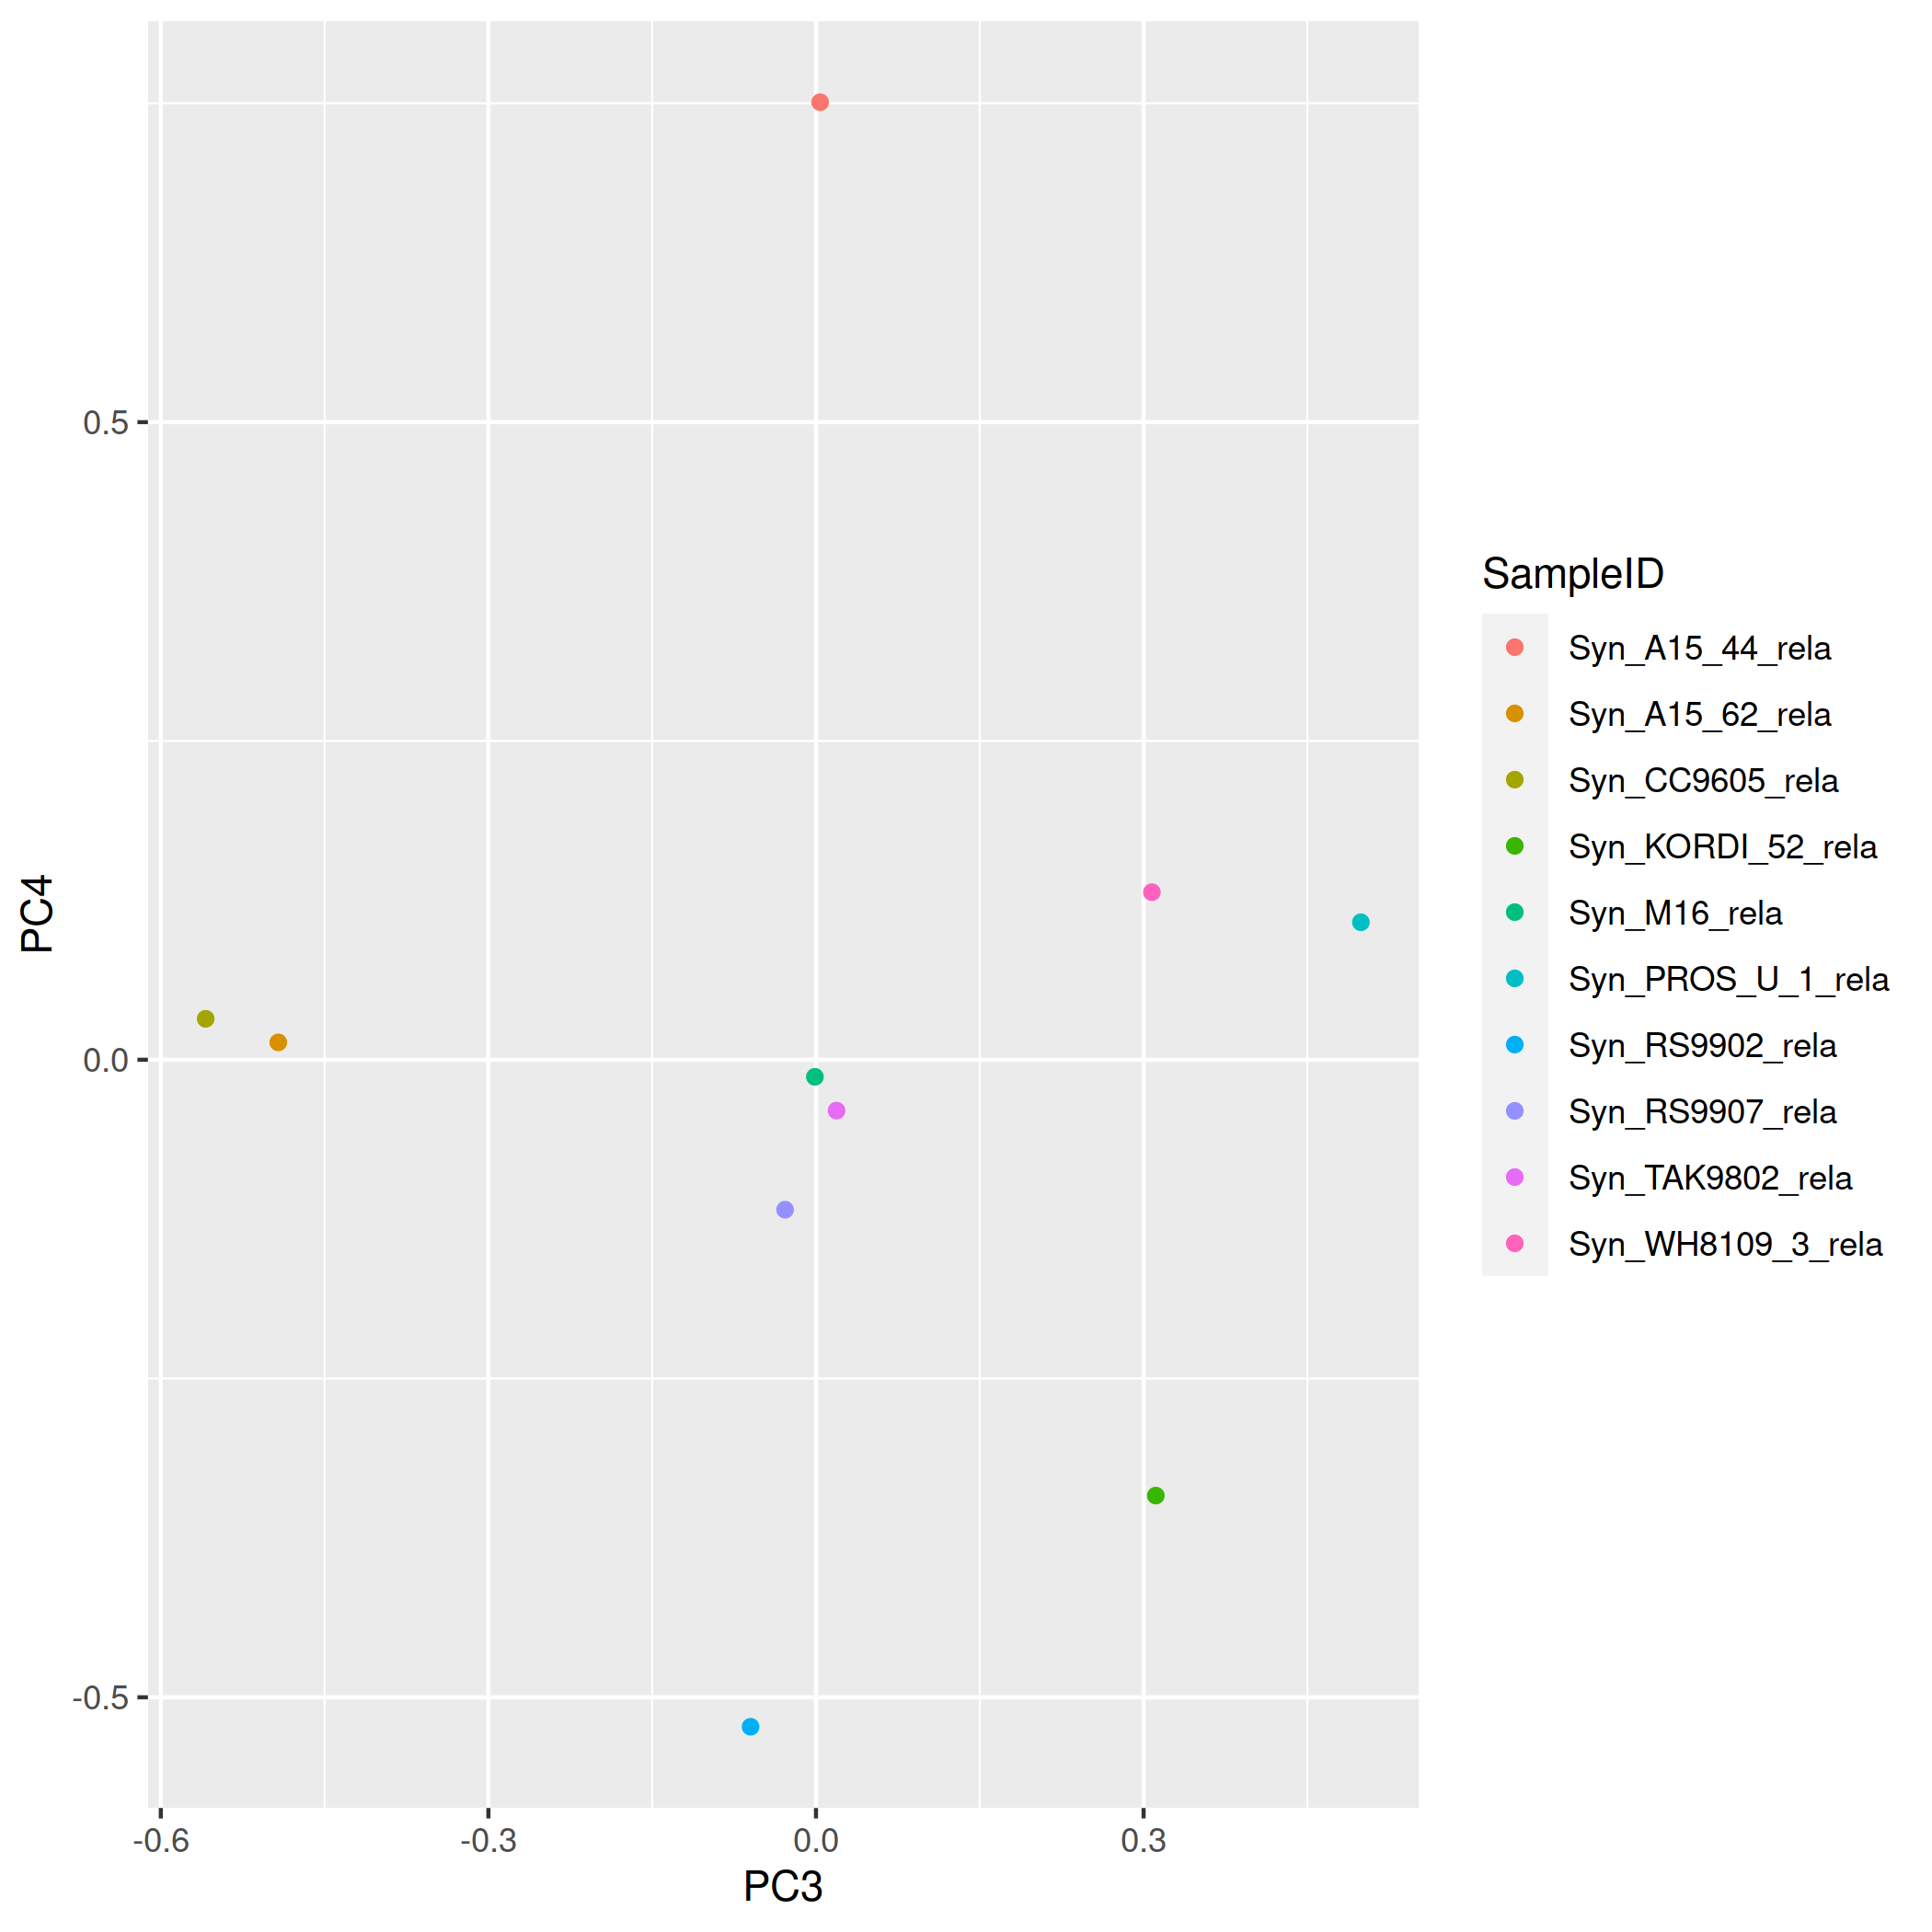 PC4
0.5
0.0
-0.5
-0.6
-0.3
0.0
0.3
PC3
SampleID
Syn_A15_44_rela
Syn_A15_62_rela
Syn_CC9605_rela
Syn_KORDI_52_rela
Syn_M16_rela
Syn_PROS_U_1_rela
Syn_RS9902_rela
Syn_RS9907_rela
Syn_TAK9802_rela
Syn_WH8109_3_rela